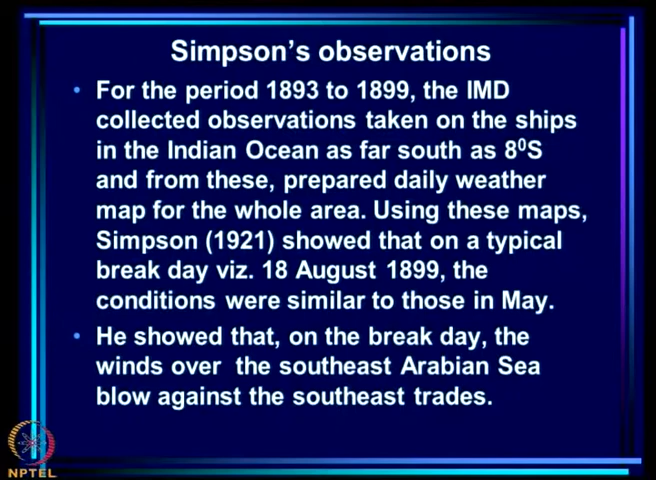 Simpson's observations
• For the period 1893 to 1899, the IMD
collected observations taken on the ships
in the Indian Ocean as far south as 8⁰S
and from these, prepared daily weather
map for the whole area. Using these maps,
Simpson (1921) showed that on a typical
break day viz. 18 August 1899, the
conditions were similar to those in May.
• He showed that, on the break day, the
winds over the southeast Arabian Sea
blow against the southeast trades.
NPTEL